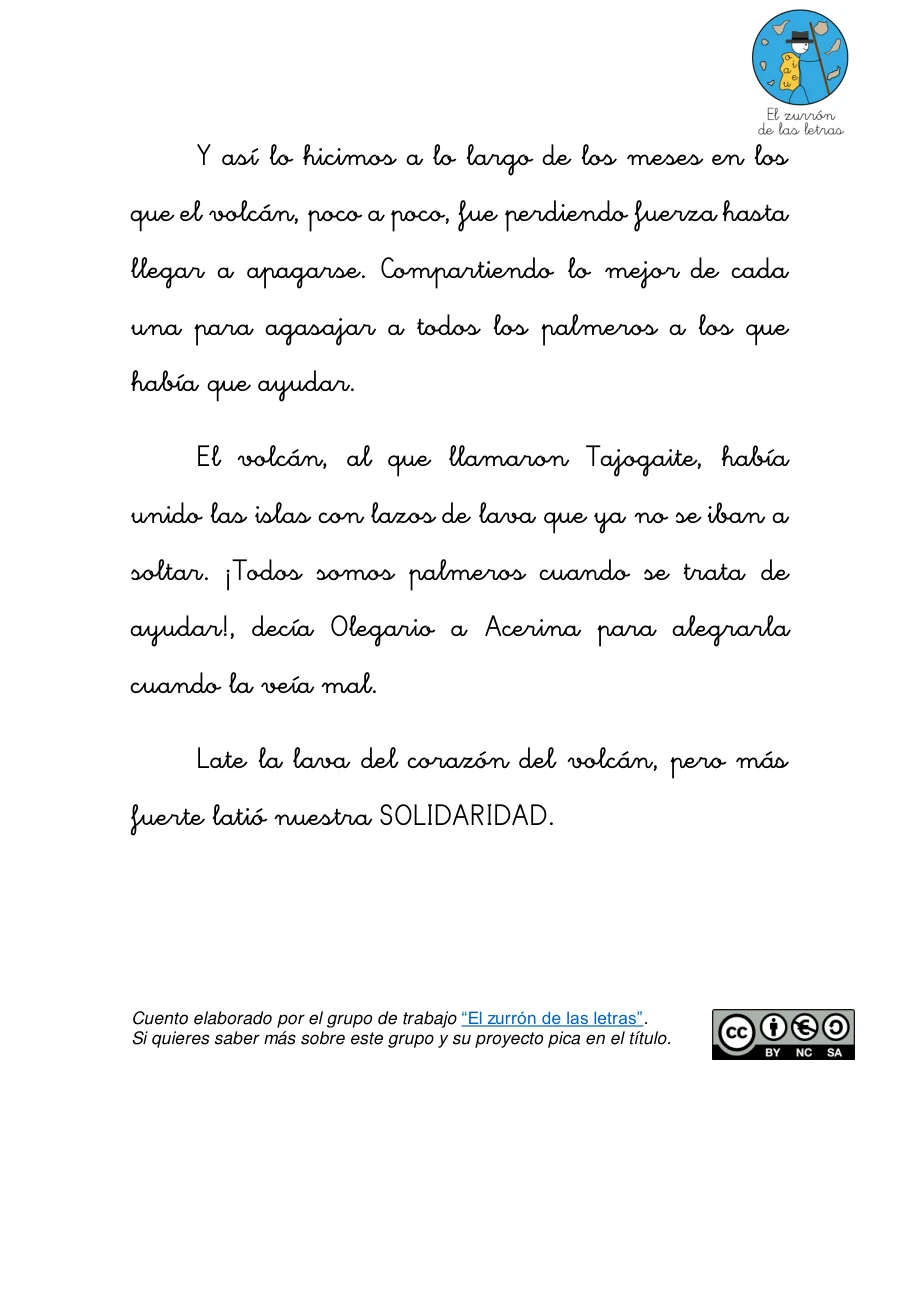 El zurrón
de las letras
Y así lo hicimos a lo largo de los meses en los
que el volcán, poco a poco, fue perdiendo fuerza hasta
llegar a apagarse. Compartiendo lo mejor de cada
una para agasajar a todos los palmeros a los que
había que ayudar.
El volcán, al que llamaron Tajogaite, había
unido las islas con lazos de lava que ya no se iban a
soltar. ¡Todos somos palmeros cuando se trata de
ayudar!, decía Olegario a Acerina para alegrarla
cuando la veía mal.
Late la lava del corazón del volcán, pero más
fuerte latió nuestra SOLIDARIDAD.
Cuento elaborado por el grupo de trabajo “El zurrón de las letras”.
Si quieres saber más sobre este grupo y su proyecto pica en el título.
cc
BY NC SA